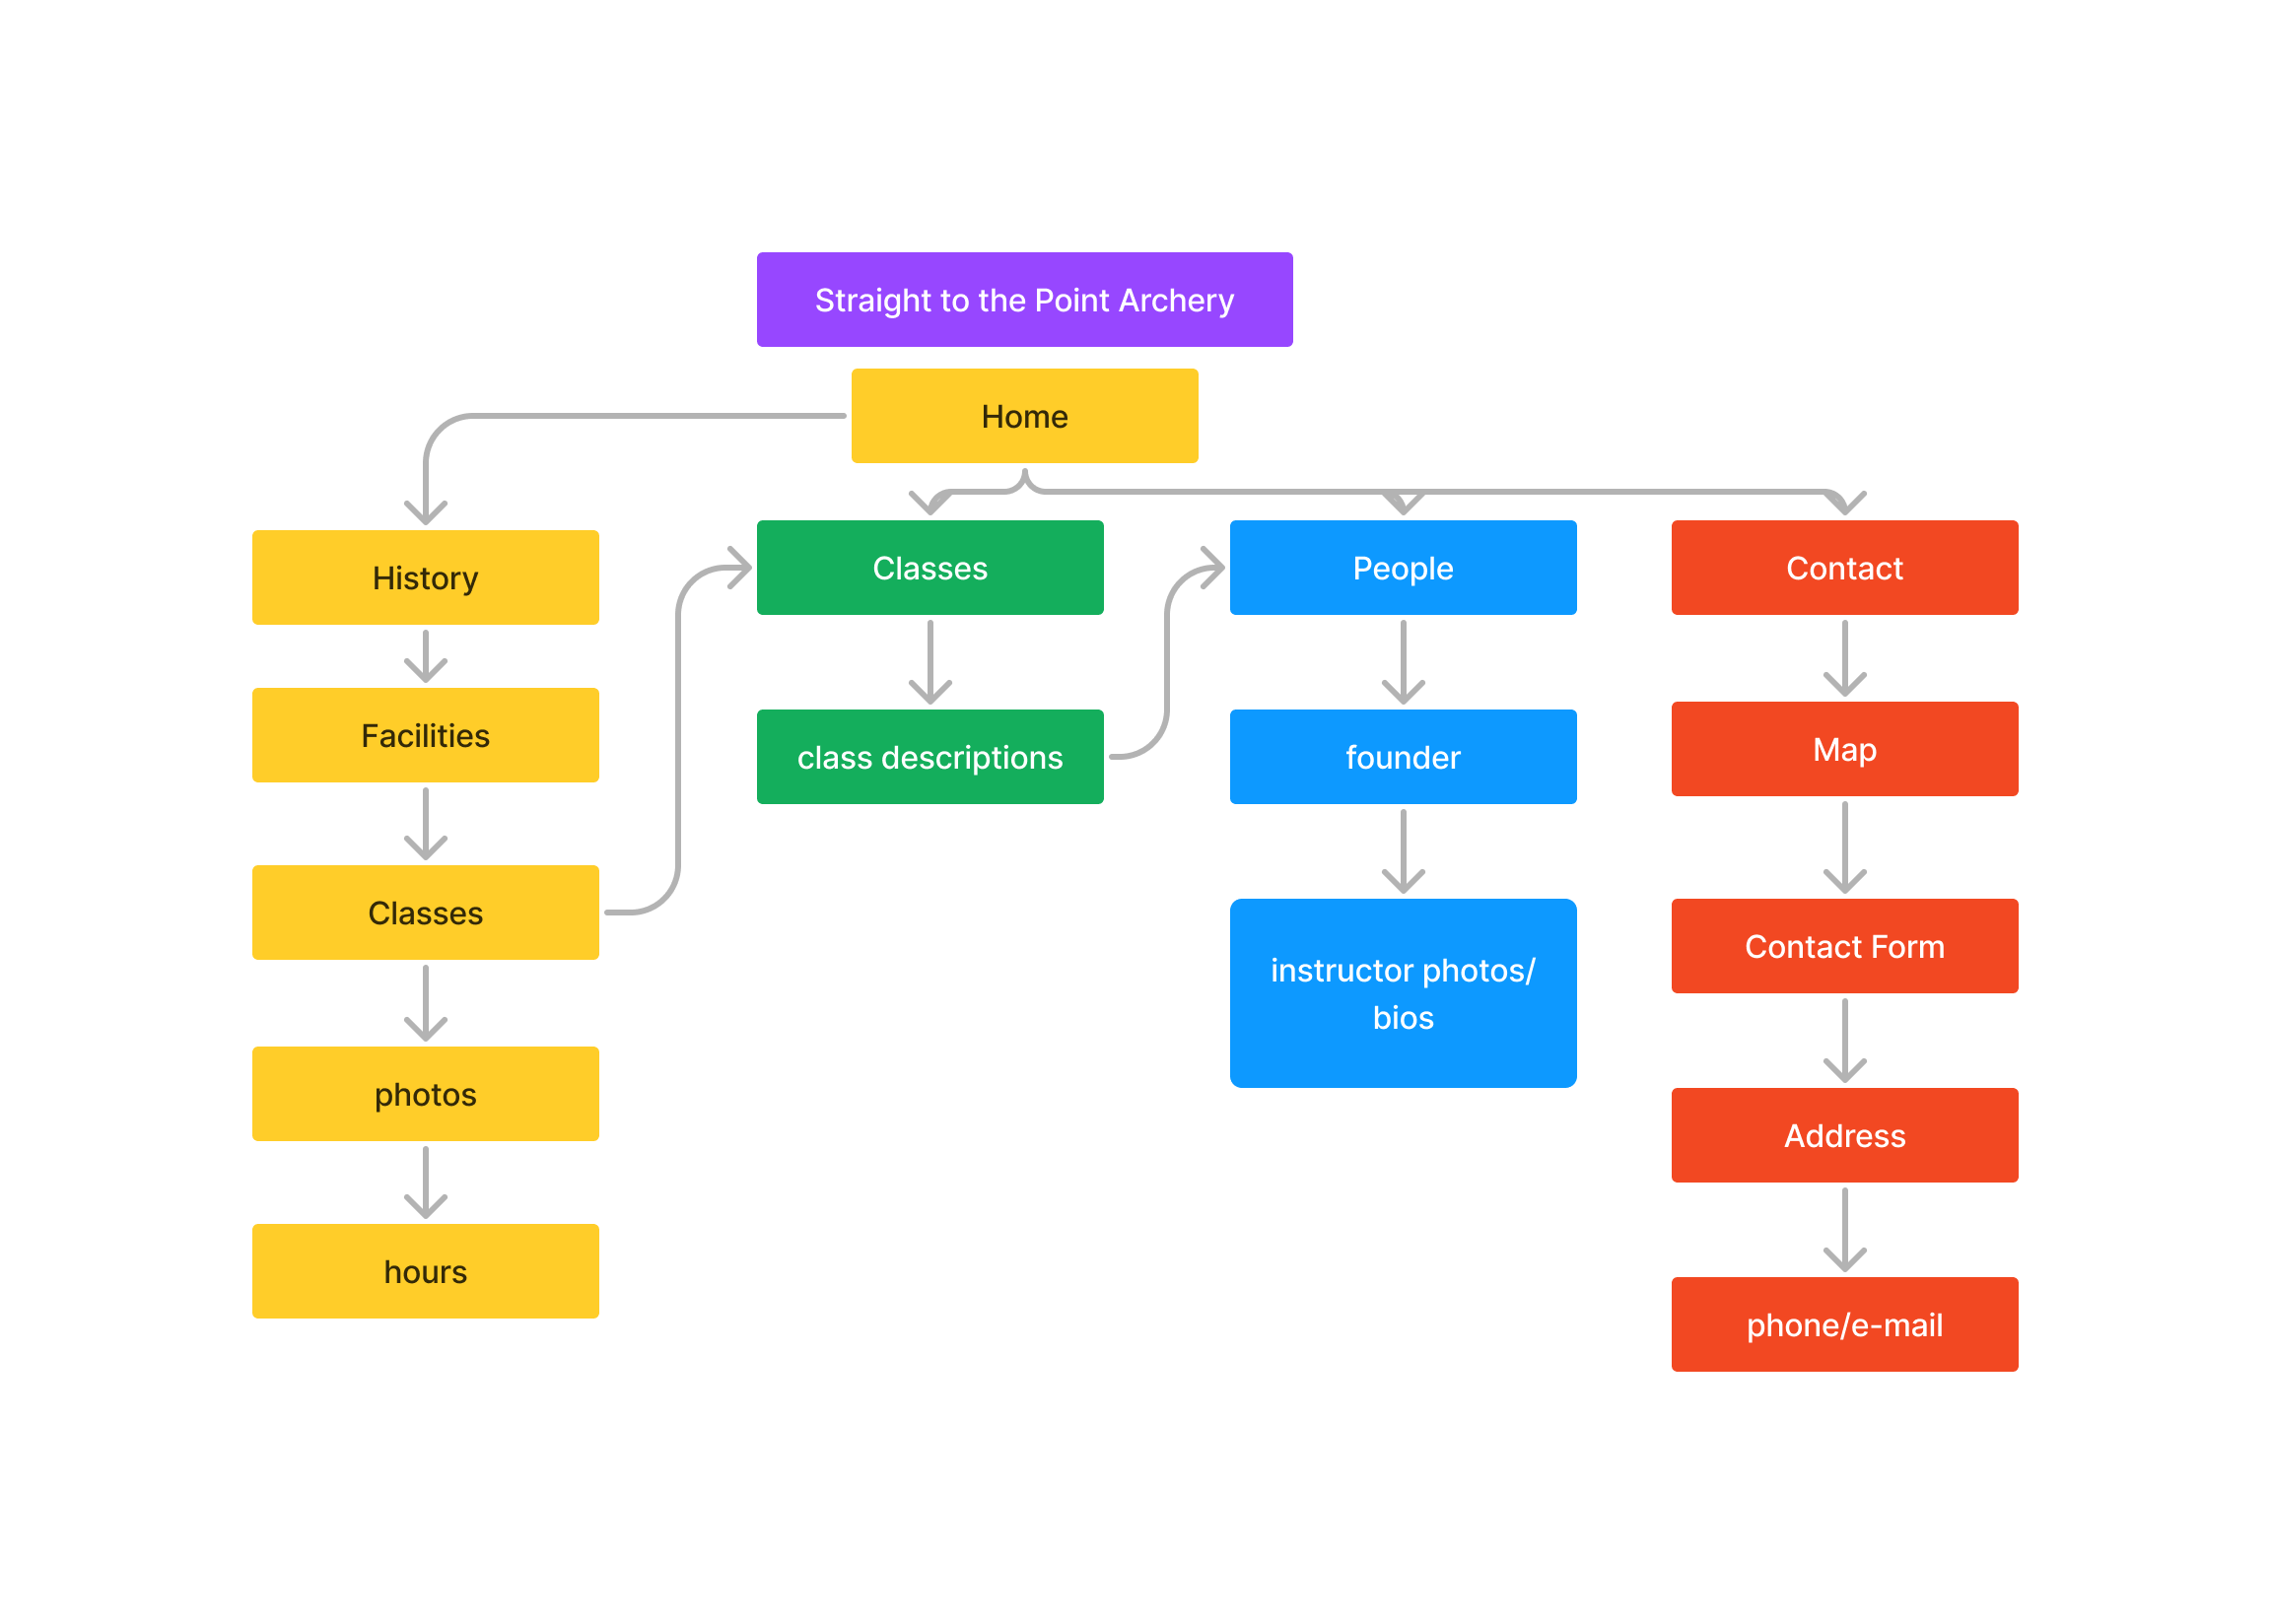 Straight to the Point Archery
Home
History
Facilities
Classes
photos
hours
Classes
class descriptions
People
founder
instructor photos/
bios
Contact
Map
Contact Form
Address
phone/e-mail